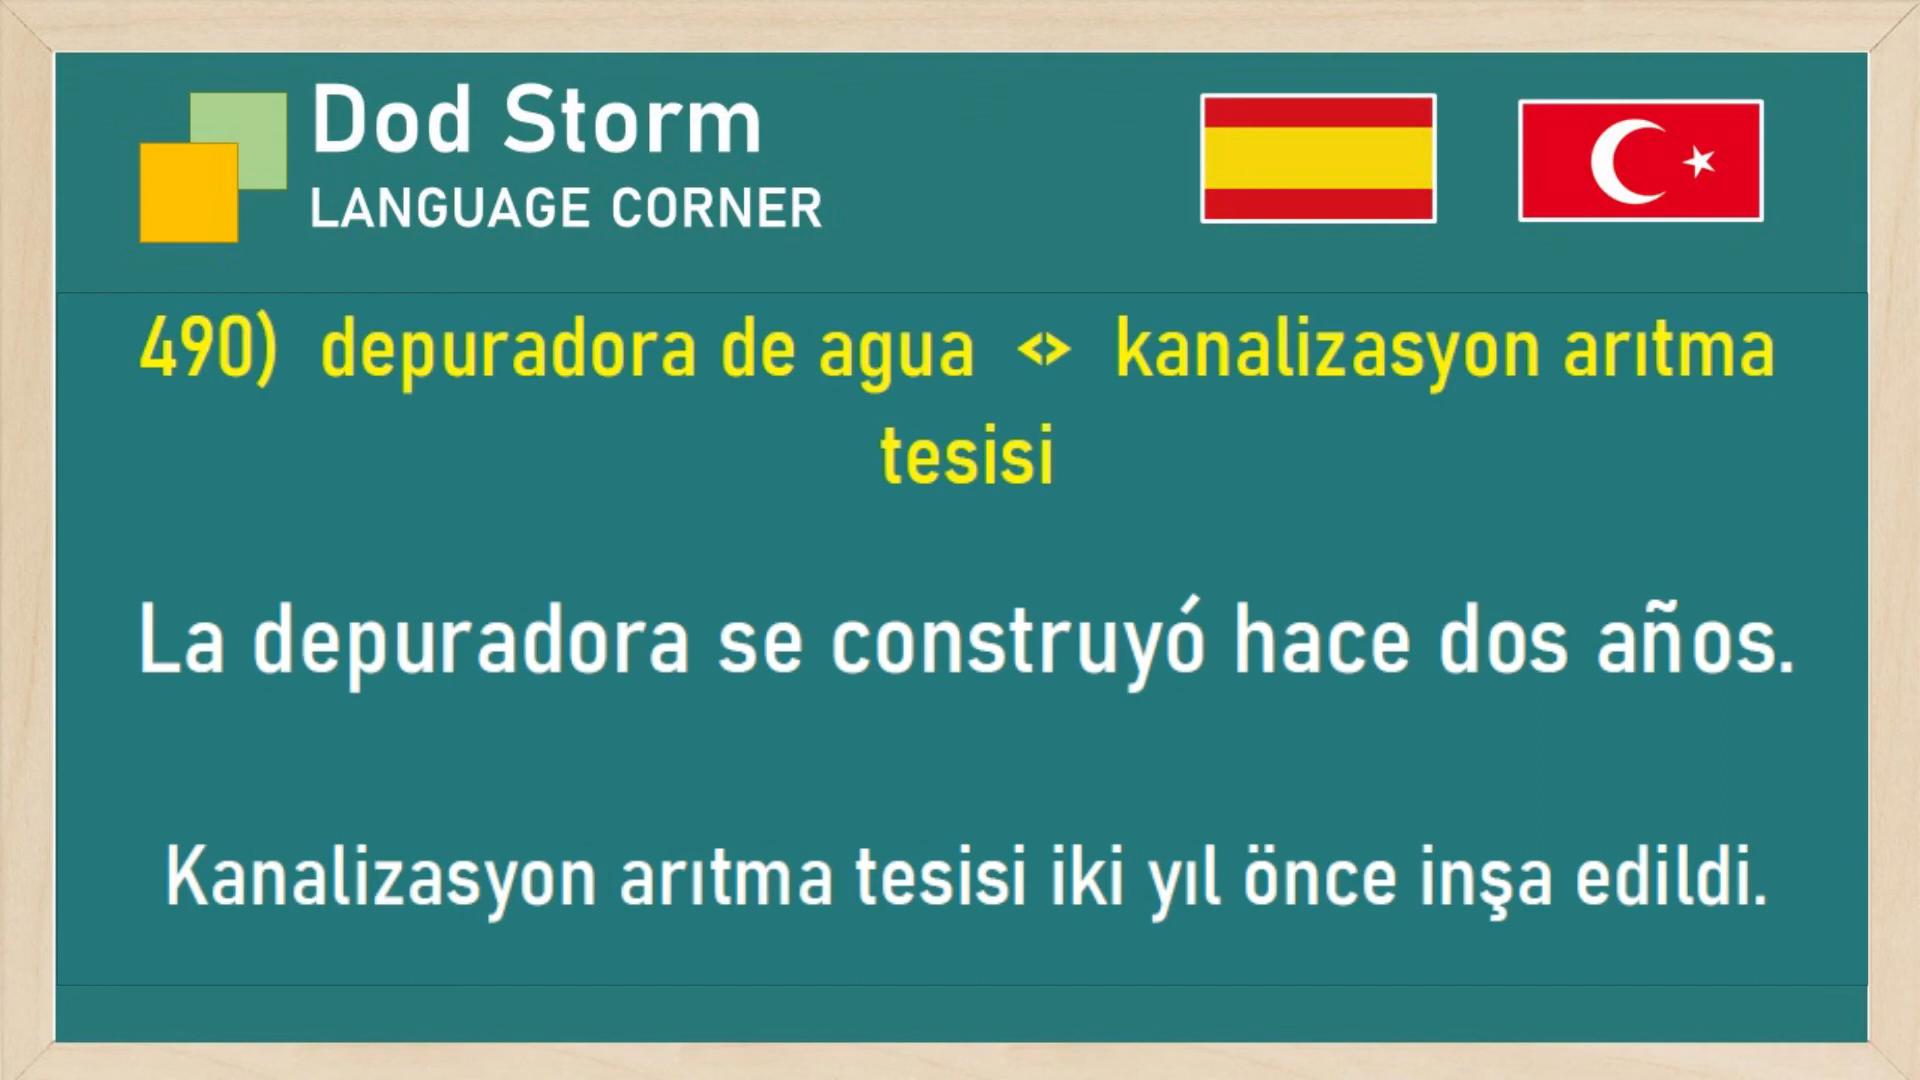 Dod Storm
LANGUAGE CORNER
490) depuradora de agua <> kanalizasyon arıtma
tesisi
La depuradora se construyó hace dos años.
Kanalizasyon arıtma tesisi iki yıl önce inşa edildi.